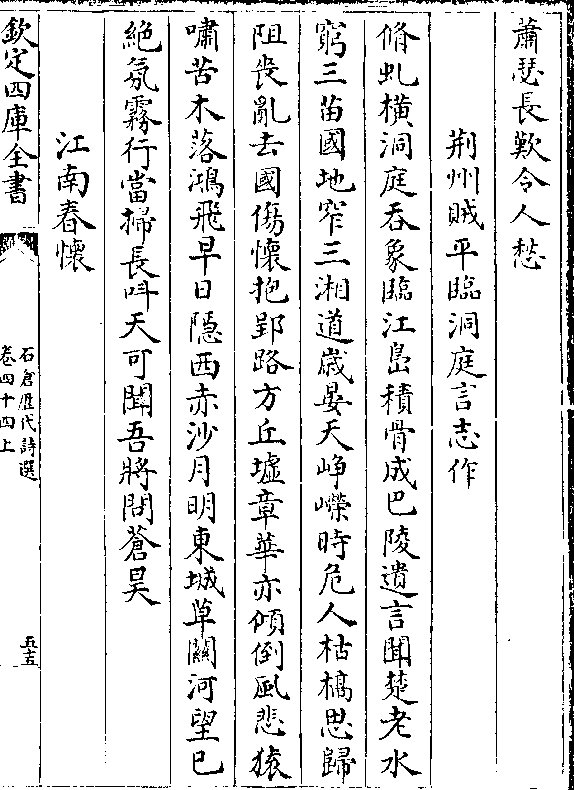 蕭瑟長歎令人愁
荆州賊平臨洞庭言志作
脩虬橫洞庭吞象臨江㠀積骨成巴陵遺言聞楚老水
窮三苗國地窄三湘道歲晏天峥嶸時危人枯槁思歸
阻喪亂去國傷懷抱郢路方丘墟章華亦傾倒風悲猿
嘯苦木落鴻飛早日隱西赤沙月明東城草關河望已
絶氛霧行當掃長叫天可聞吾將問蒼昊
江南春懷
欽定四庫全書
石倉歴代詩選
卷四十四上
五五